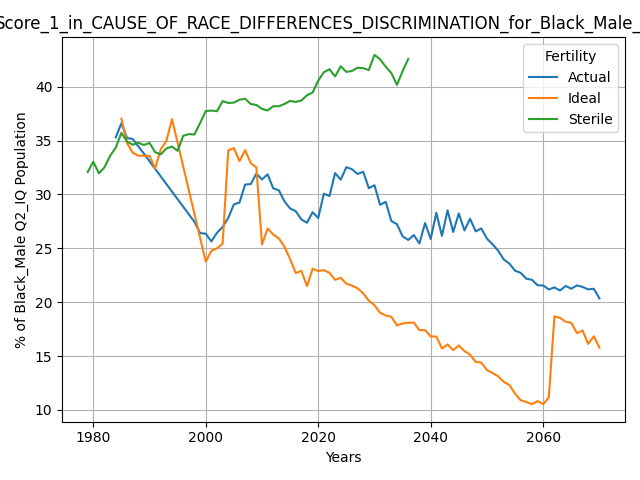 Score_1_in_CAUSE_OF_RACE_DIFFERENCES_DISCRIMINATION_for_Black_Male_
Fertility
Actual
Ideal
Sterile
% of Black_Male Q2_IQ Population
40
35
30
25
20
15
10
1980
2000
2020
2040
2060
Years